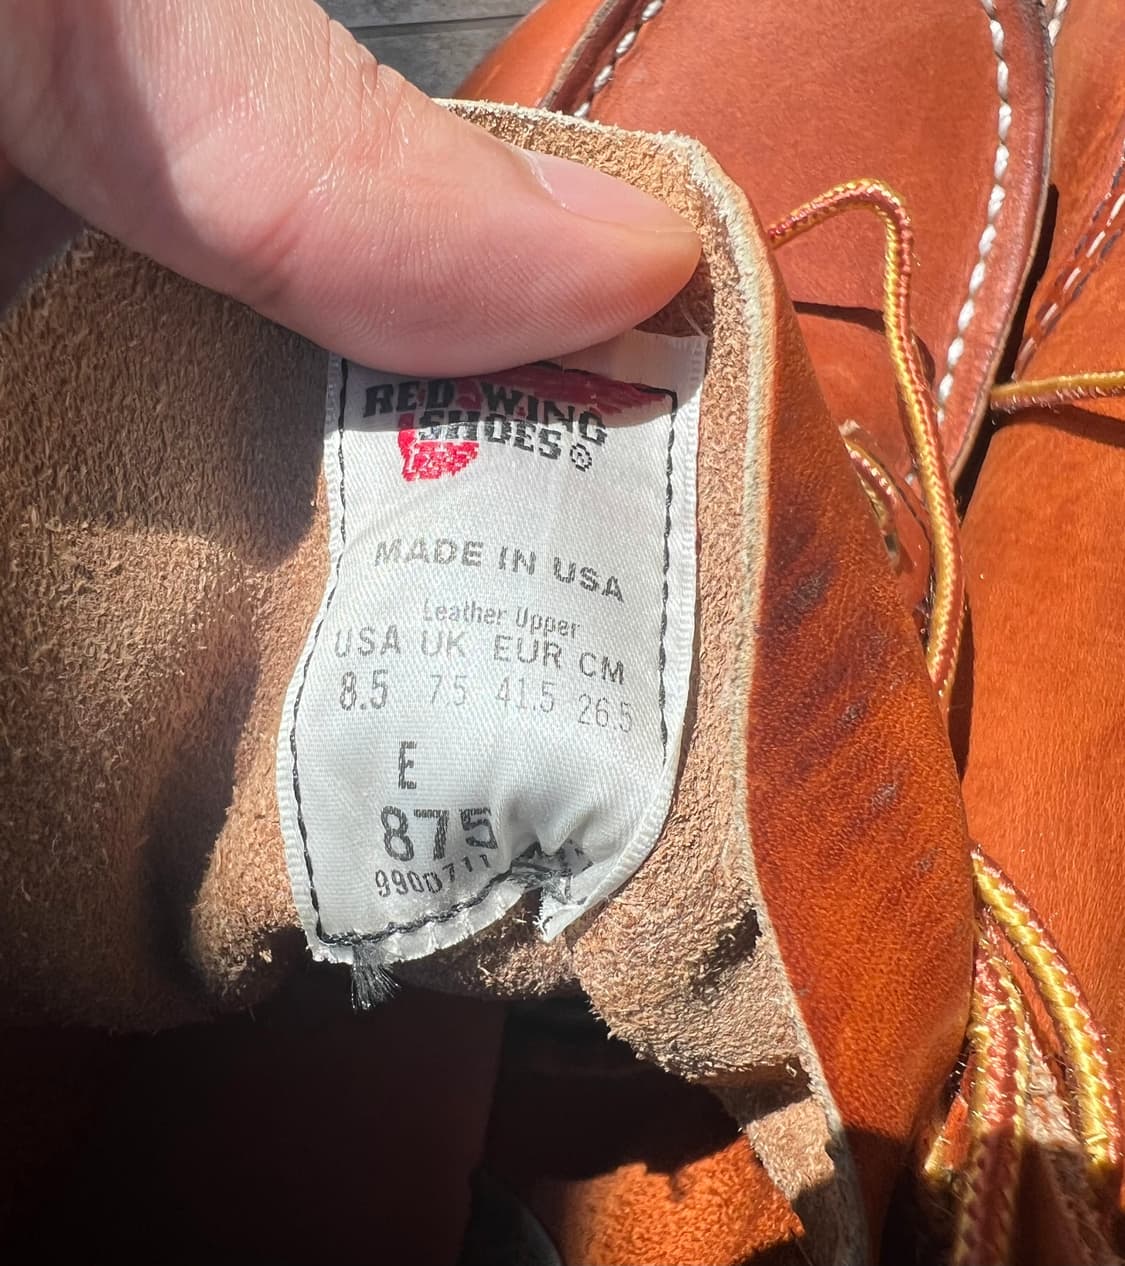 RED WING
SHOES®
MADE IN USA
Leather Upper
USA UK EUR CM
8.5 7.5 41.5 26.5
E
875
9900711